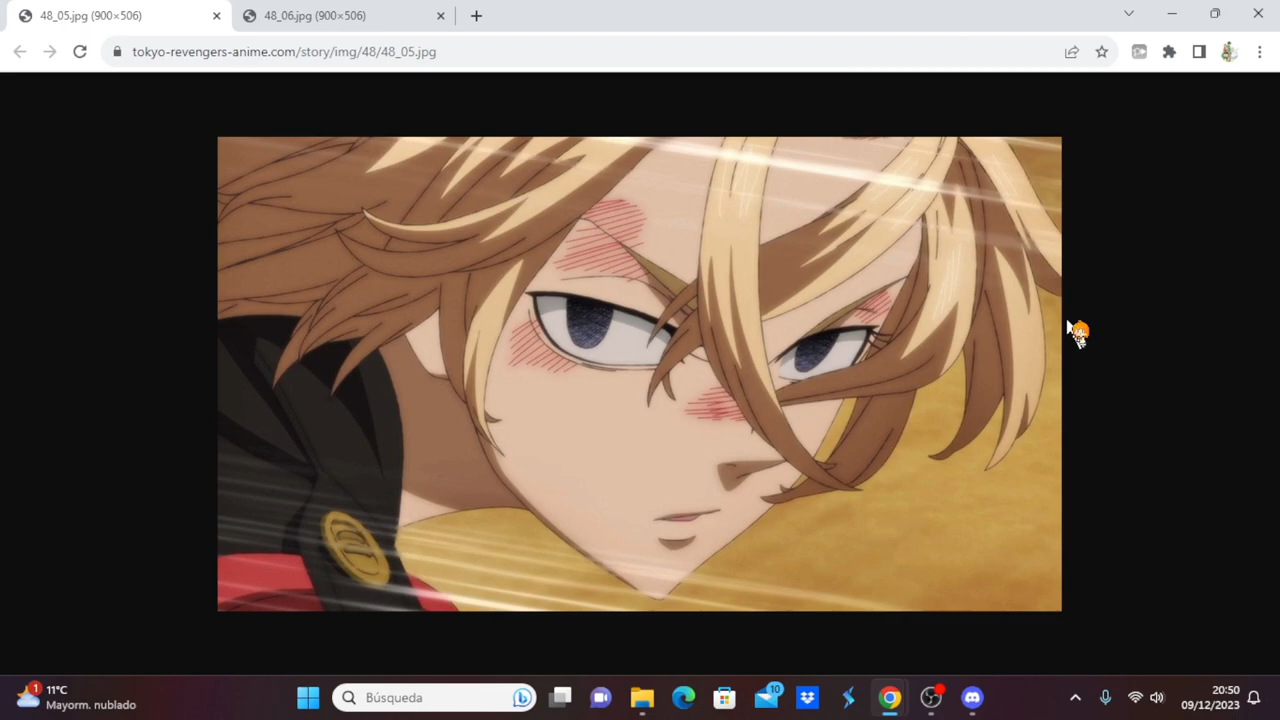 48_05.jpg (900×506)
48_06.jpg (900×506)
tokyo-revengers-anime.com/story/img/48/48_05.jpg
1
11°C
Mayorm. nublado
Búsqueda
10
20:50
09/12/2023